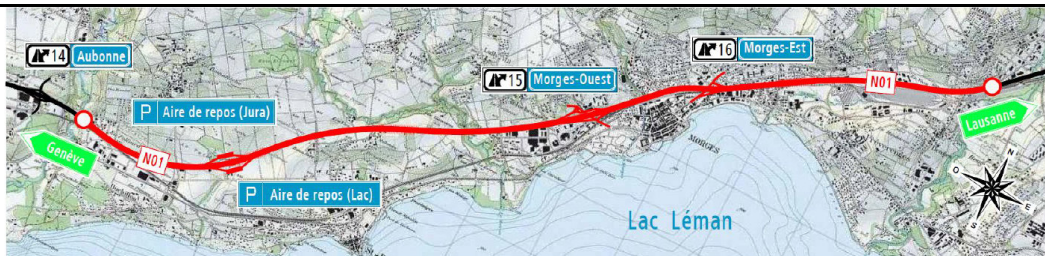 14 Aubonne
16 Morges-Est
15 Morges-Ouest
N01
P Aire de repos (Jura)
Lausanne
Genève
N01
MORGES
P Aire de repos (Lac)
Lac Léman
N
O
E
S